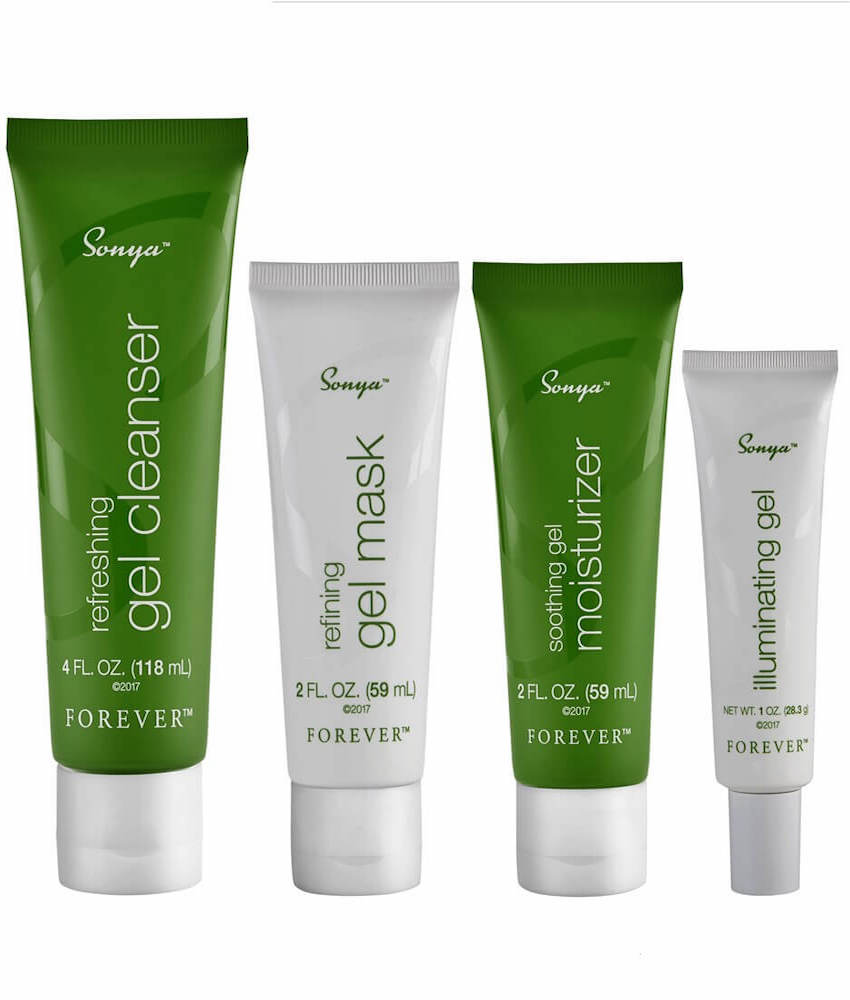 Sonya™
refreshing
gel cleanser
4 FL. OZ. (118 mL)
©2017
FOREVER™
Sonya™
refining
gel mask
2 FL. OZ. (59 mL)
©2017
FOREVER™
Sonya™
soothing gel
moisturizer
2 FL. OZ. (59 mL)
©2017
FOREVER™
Sonya™
illuminating gel
NET WT. 1 OZ. (28.3 g)
©2017
FOREVER™